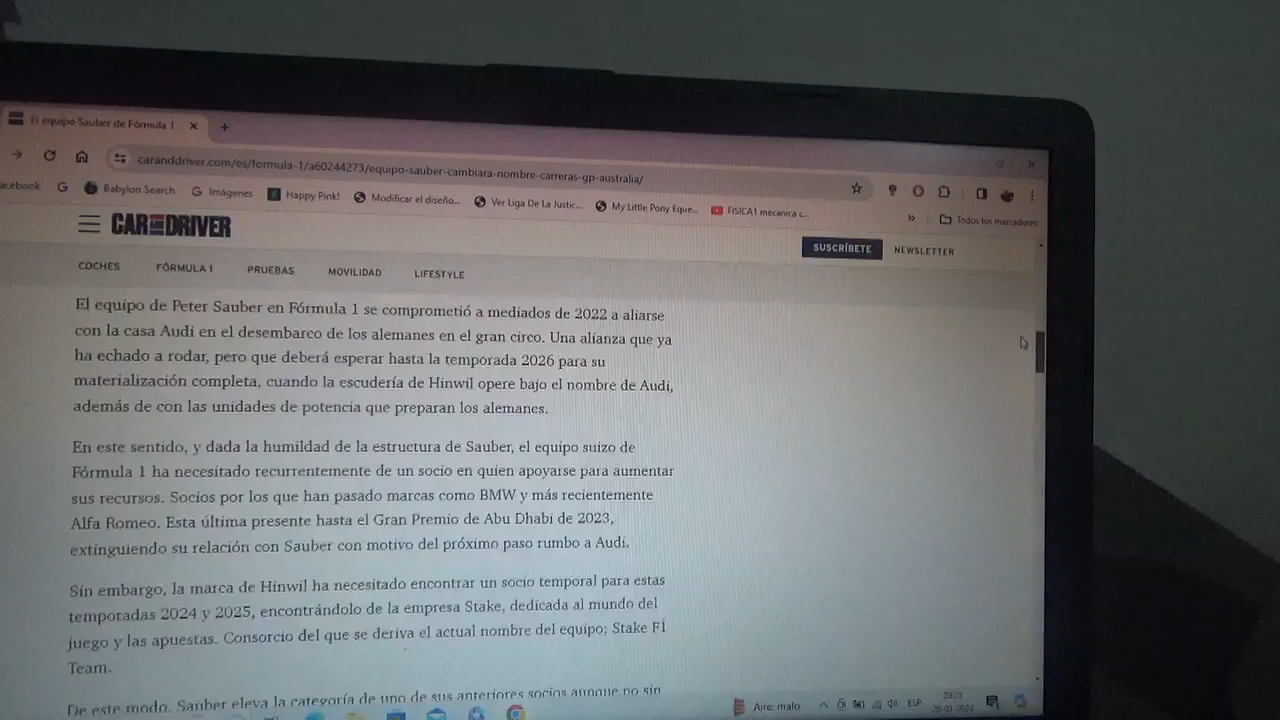 El equipo Sauber de Fórmula 1
caranddriver.com/es/formula-1/a60244273/equipo-sauber-cambiara-nombre-carreras-gp-australia/
acebook
Babylon Search
Imágenes
Happy Pink!
Modificar el diseño...
Ver Liga De La Justic...
My Little Pony Eque...
FISICA1 mecanica c...
»
Todos los marcadores
CAR AND DRIVER
SUSCRÍBETE
NEWSLETTER
COCHES
FÓRMULA 1
PRUEBAS
MOVILIDAD
LIFESTYLE
El equipo de Peter Sauber en Fórmula 1 se comprometió a mediados de 2022 a aliarse
con la casa Audi en el desembarco de los alemanes en el gran circo. Una alianza que ya
ha echado a rodar, pero que deberá esperar hasta la temporada 2026 para su
materialización completa, cuando la escudería de Hinwil opere bajo el nombre de Audi,
además de con las unidades de potencia que preparan los alemanes.
En este sentido, y dada la humildad de la estructura de Sauber, el equipo suizo de
Fórmula 1 ha necesitado recurrentemente de un socio en quien apoyarse para aumentar
sus recursos. Socios por los que han pasado marcas como BMW y más recientemente
Alfa Romeo. Esta última presente hasta el Gran Premio de Abu Dhabi de 2023,
extinguiendo su relación con Sauber con motivo del próximo paso rumbo a Audi.
Sin embargo, la marca de Hinwil ha necesitado encontrar un socio temporal para estas
temporadas 2024 y 2025, encontrándolo de la empresa Stake, dedicada al mundo del
juego y las apuestas. Consorcio del que se deriva el actual nombre del equipo; Stake F1
Team.
De este modo, Sauber eleva la categoría de uno de sus anteriores socios aunque no sin
Aire: malo
ESP
20:25
20-01-2024